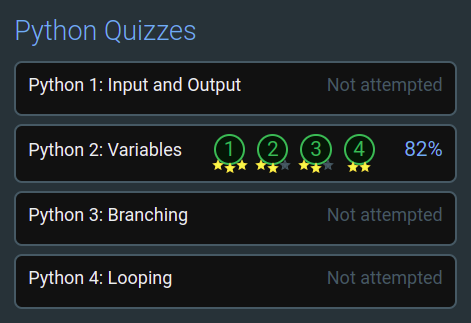 Python Quizzes
Python 1: Input and Output Not attempted
Python 2: Variables 1 2 3 4 82%
Python 3: Branching Not attempted
Python 4: Looping Not attempted